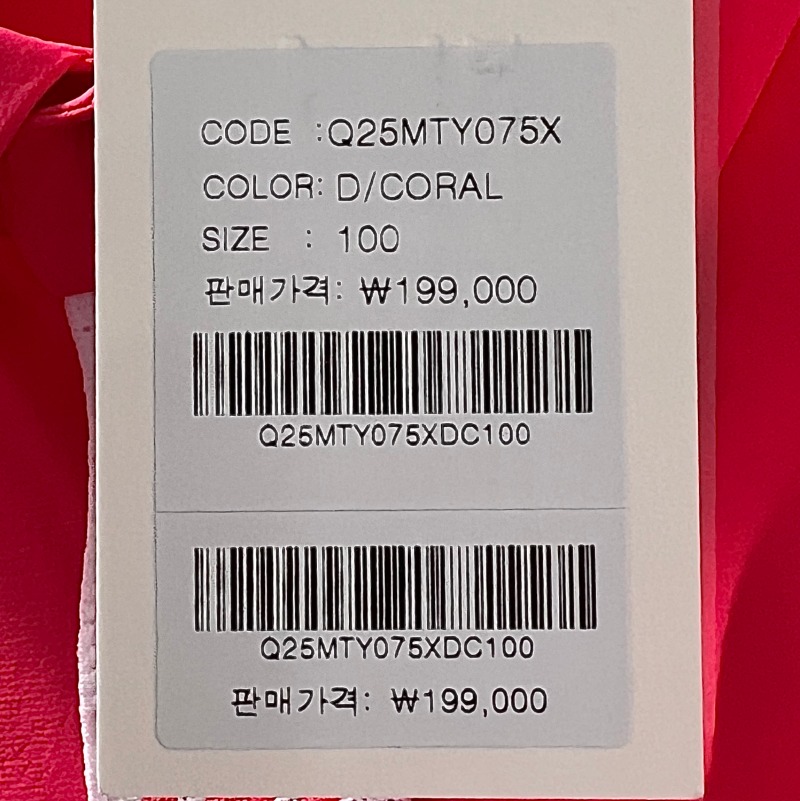 CODE :Q25MTY075X
COLOR: D/CORAL
SIZE : 100
판매가격: ₩199,000
Q25MTY075XDC100
Q25MTY075XDC100
판매가격: ₩199,000